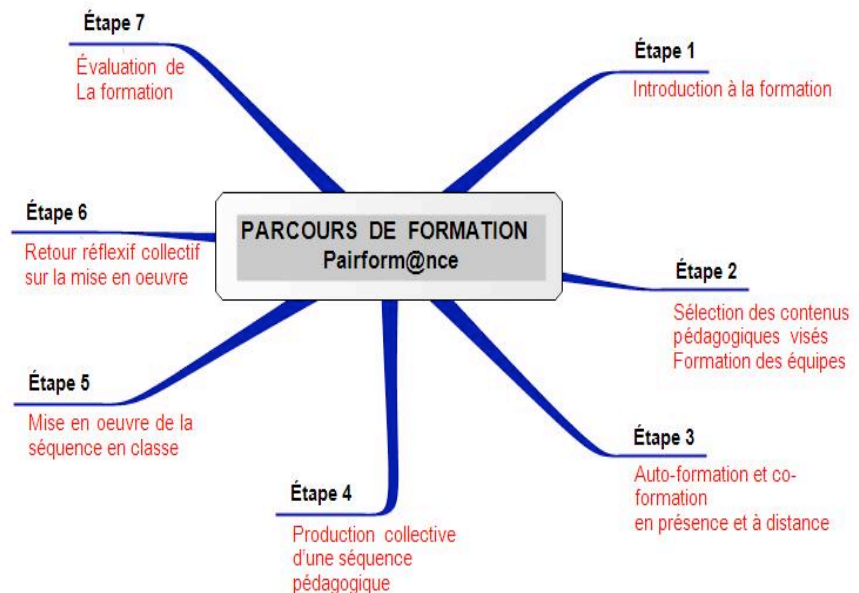 PARCOURS DE FORMATION
Pairform@nce
Étape 1
Introduction à la formation
Étape 2
Sélection des contenus
pédagogiques visés
Formation des équipes
Étape 3
Auto-formation et co-
formation
en présence et à distance
Étape 4
Production collective
d'une séquence
pédagogique
Étape 5
Mise en oeuvre de la
séquence en classe
Étape 6
Retour réflexif collectif
sur la mise en oeuvre
Étape 7
Évaluation de
La formation